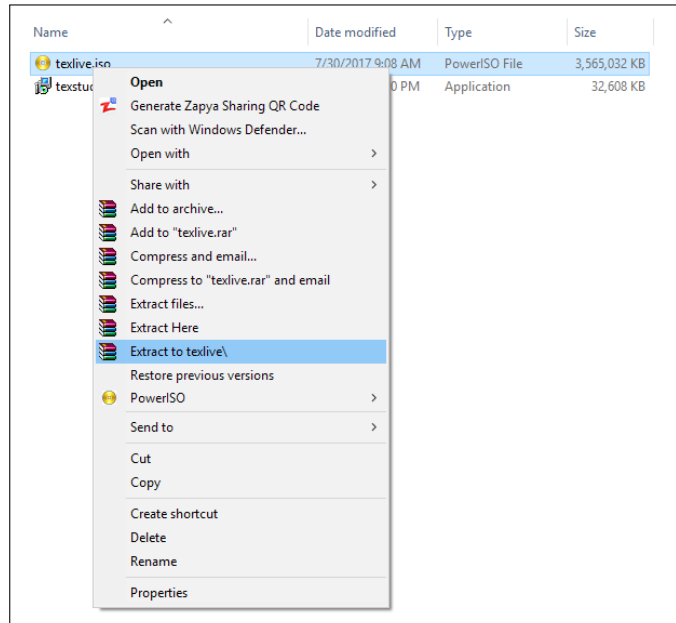 Name Date modified Type Size
texlive.iso 7/30/2017 9:08 AM PowerISO File 3,565,032 KB
texstud 0 PM Application 32,608 KB
Open
Generate Zapya Sharing QR Code
Scan with Windows Defender...
Open with
Share with
Add to archive...
Add to "texlive.rar"
Compress and email...
Compress to "texlive.rar" and email
Extract files...
Extract Here
Extract to texlive\
Restore previous versions
PowerISO
Send to
Cut
Copy
Create shortcut
Delete
Rename
Properties